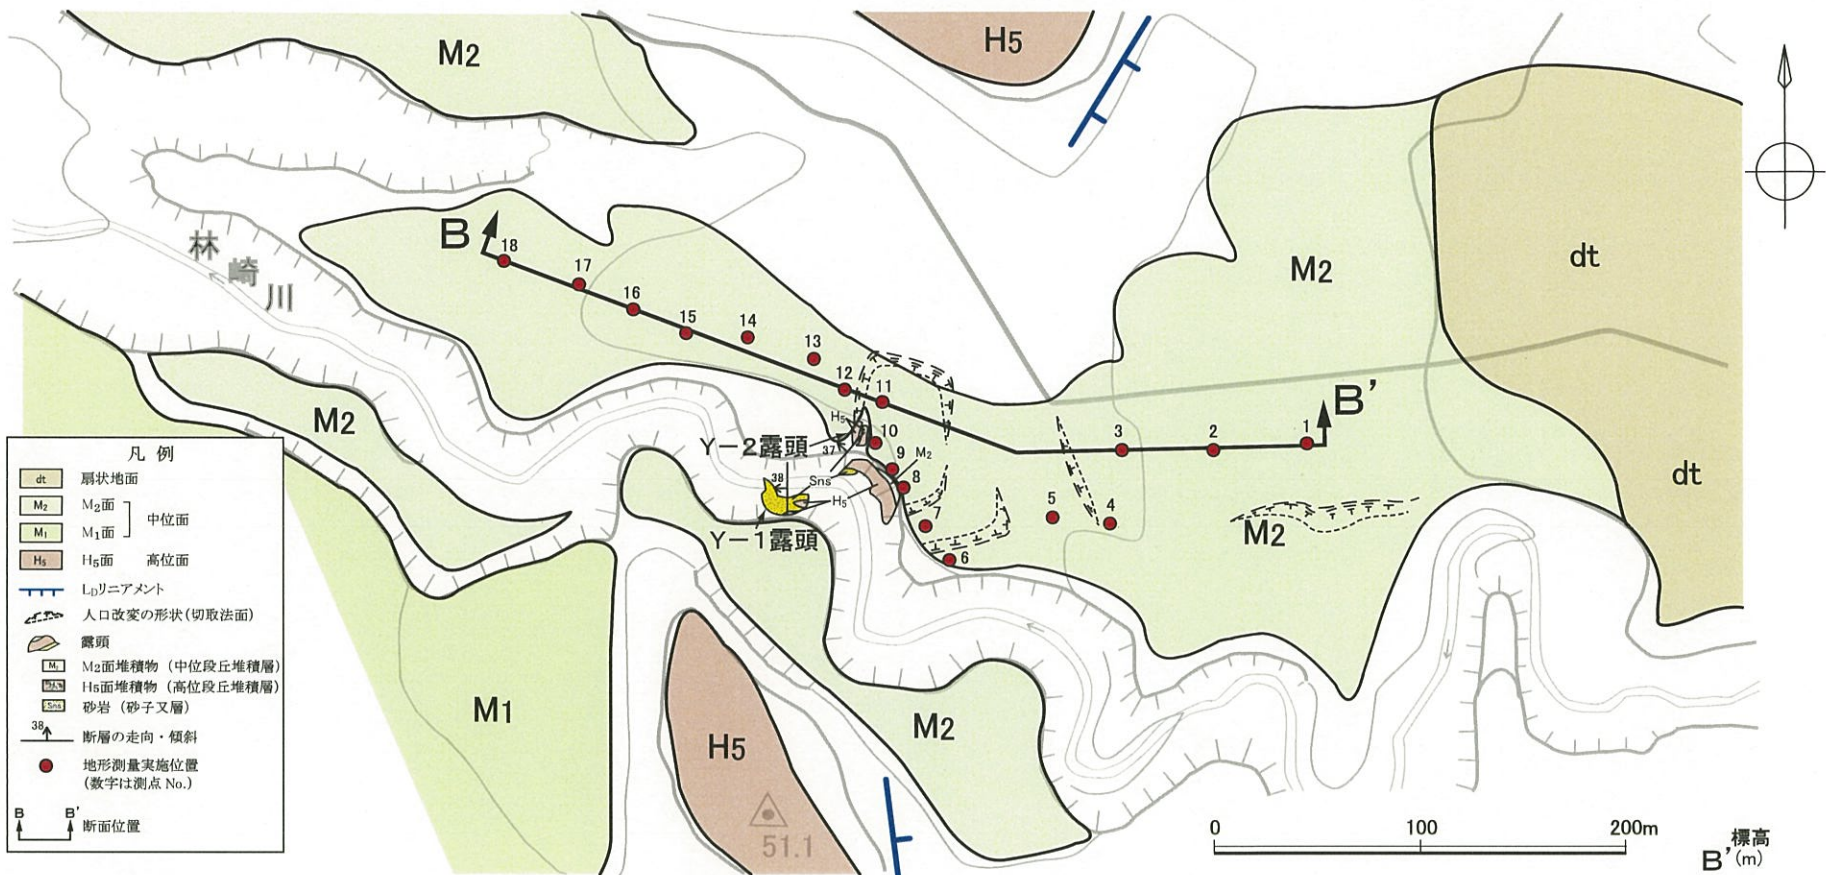 M2
H5
dt
M2
林崎川
B
18
17
16
15
14
13
12
11
H5
10
37
9
M2
8
7
6
5
4
3
2
1
B'
Y-2露頭
38
Sns
H5
Y-1露頭
M2
M2
dt
M1
H5
51.1
M2
凡例
dt 扇状地面
M2 M2面
M1 M1面
中位面
H5 H5面 高位面
LDリニアメント
人口改変の形状(切取法面)
露頭
M2面堆積物 (中位段丘堆積層)
H5面堆積物 (高位段丘堆積層)
Sns 砂岩 (砂子又層)
38 断層の走向・傾斜
地形測量実施位置
(数字は測点 No.)
B B' 断面位置
0 100 200m
標高
B' (m)